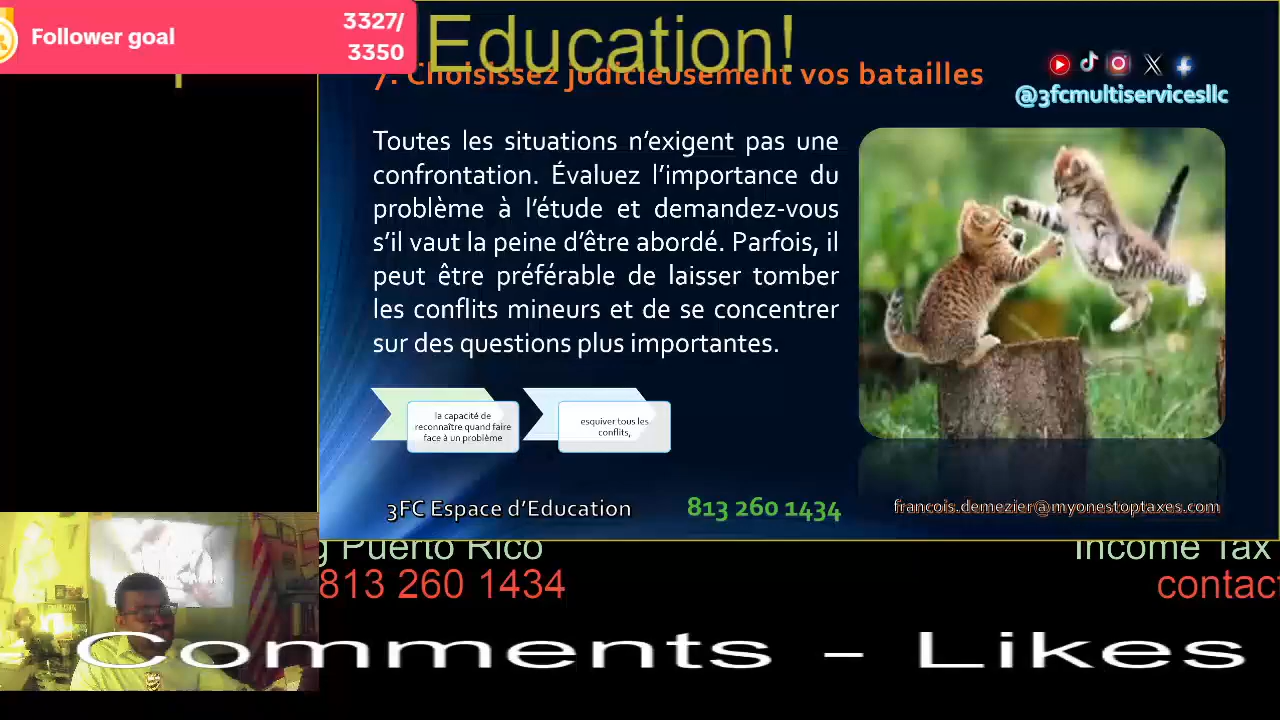 Follower goal
3327/
3350
Education!
7. Choisissez judicieusement vos batailles
@3fcmultiservicesllc
Toutes les situations n’exigent pas une
confrontation. Évaluez l’importance du
problème à l’étude et demandez-vous
s’il vaut la peine d’être abordé. Parfois, il
peut être préférable de laisser tomber
les conflits mineurs et de se concentrer
sur des questions plus importantes.
la capacité de
reconnaître quand faire
face à un problème
esquiver tous les
conflits,
3FC Espace d’Education
813 260 1434
francois.demezier@myonestoptaxes.com
g Puerto Rico
Income Tax
813 260 1434
contac
Comments - Likes